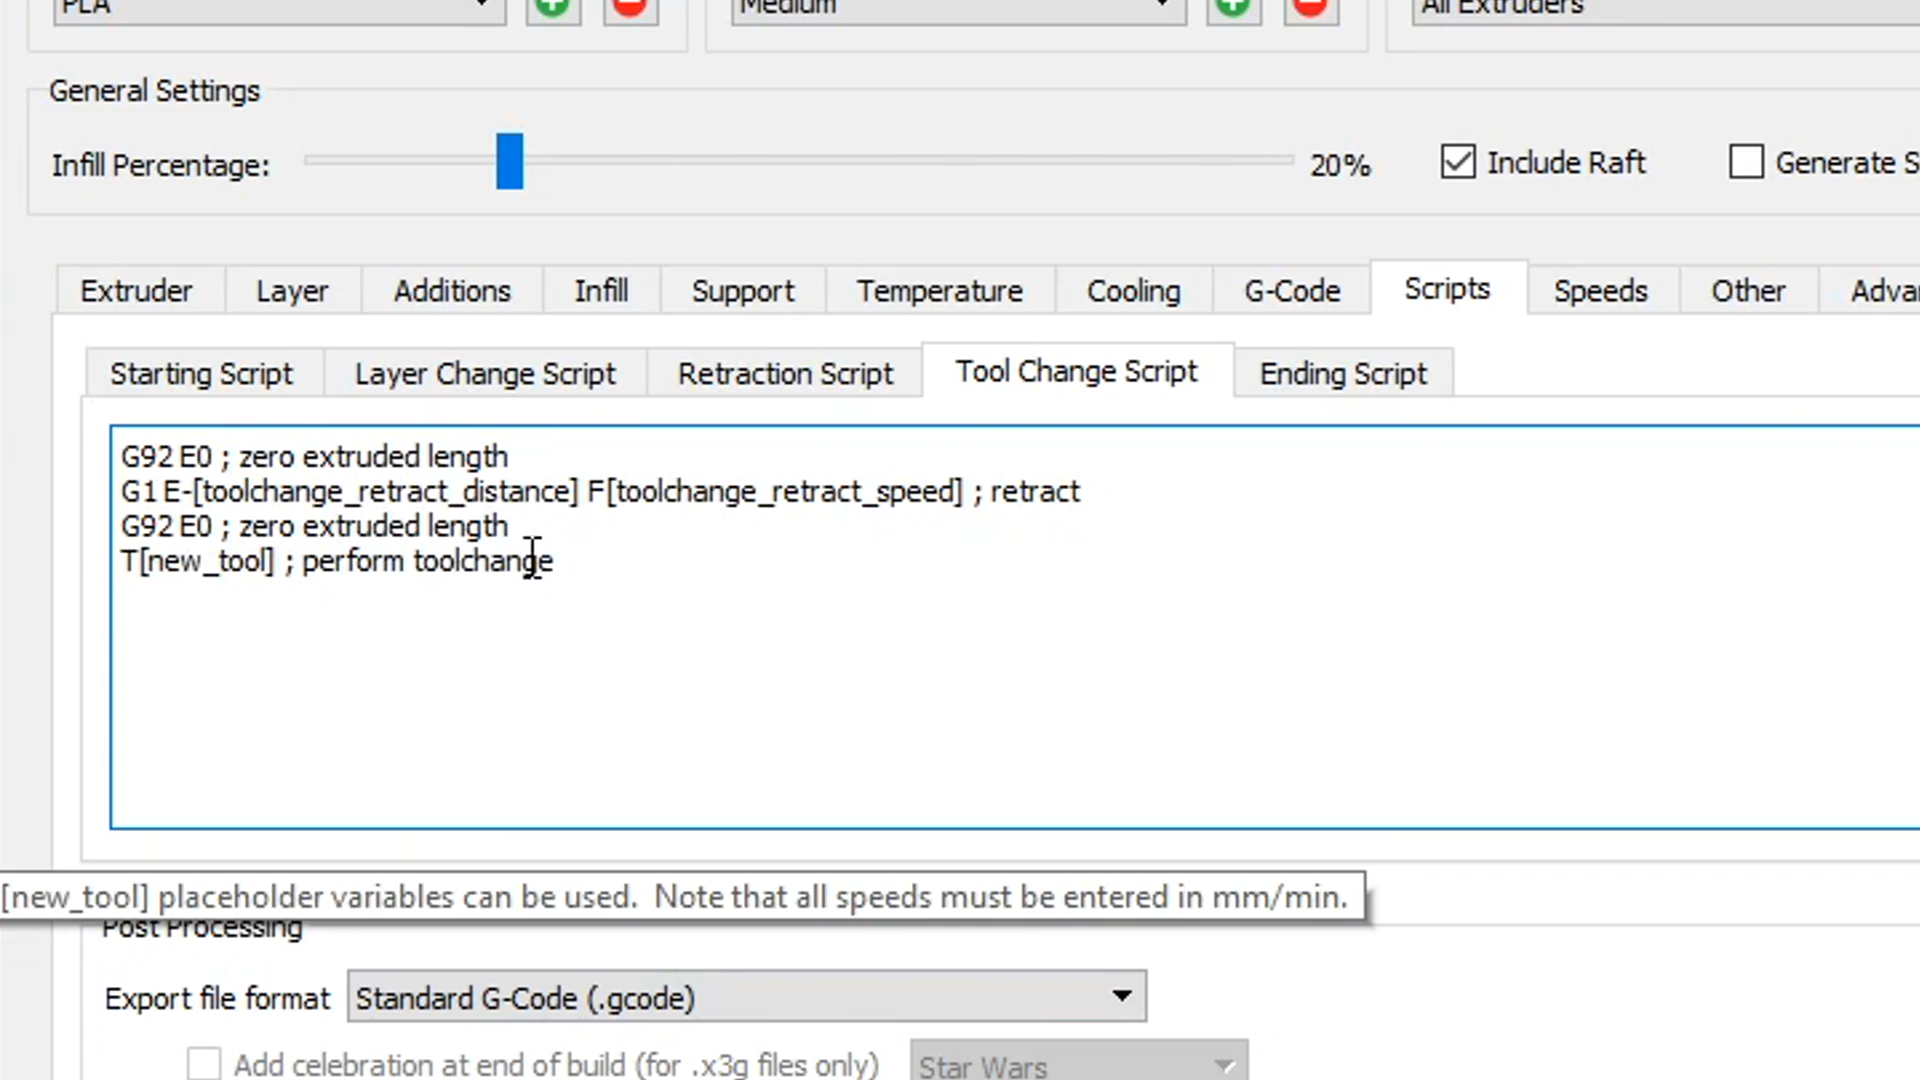 PLA Medium All Extruders
General Settings
Infill Percentage: 20% Include Raft Generate S
Extruder Layer Additions Infill Support Temperature Cooling G-Code Scripts Speeds Other Advan
Starting Script Layer Change Script Retraction Script Tool Change Script Ending Script
G92 E0 ; zero extruded length
G1 E-[toolchange_retract_distance] F[toolchange_retract_speed] ; retract
G92 E0 ; zero extruded length
T[new_tool] ; perform toolchange
[new_tool] placeholder variables can be used. Note that all speeds must be entered in mm/min.
Post Processing
Export file format Standard G-Code (.gcode)
Add celebration at end of build (for .x3g files only) Star Wars